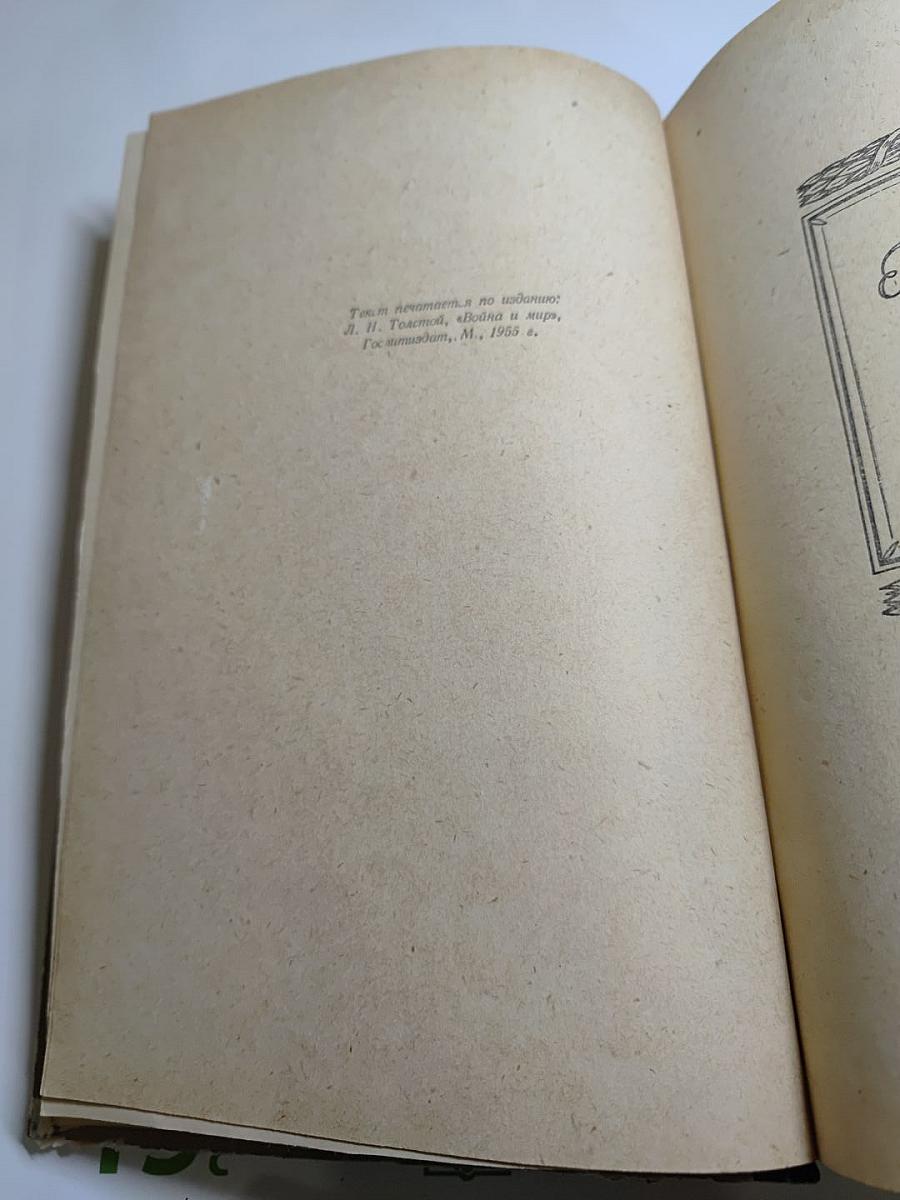 Текст печатается по изданию:
Л. Н. Толстой, «Война и мир»,
Гослитиздат, М., 1955 г.